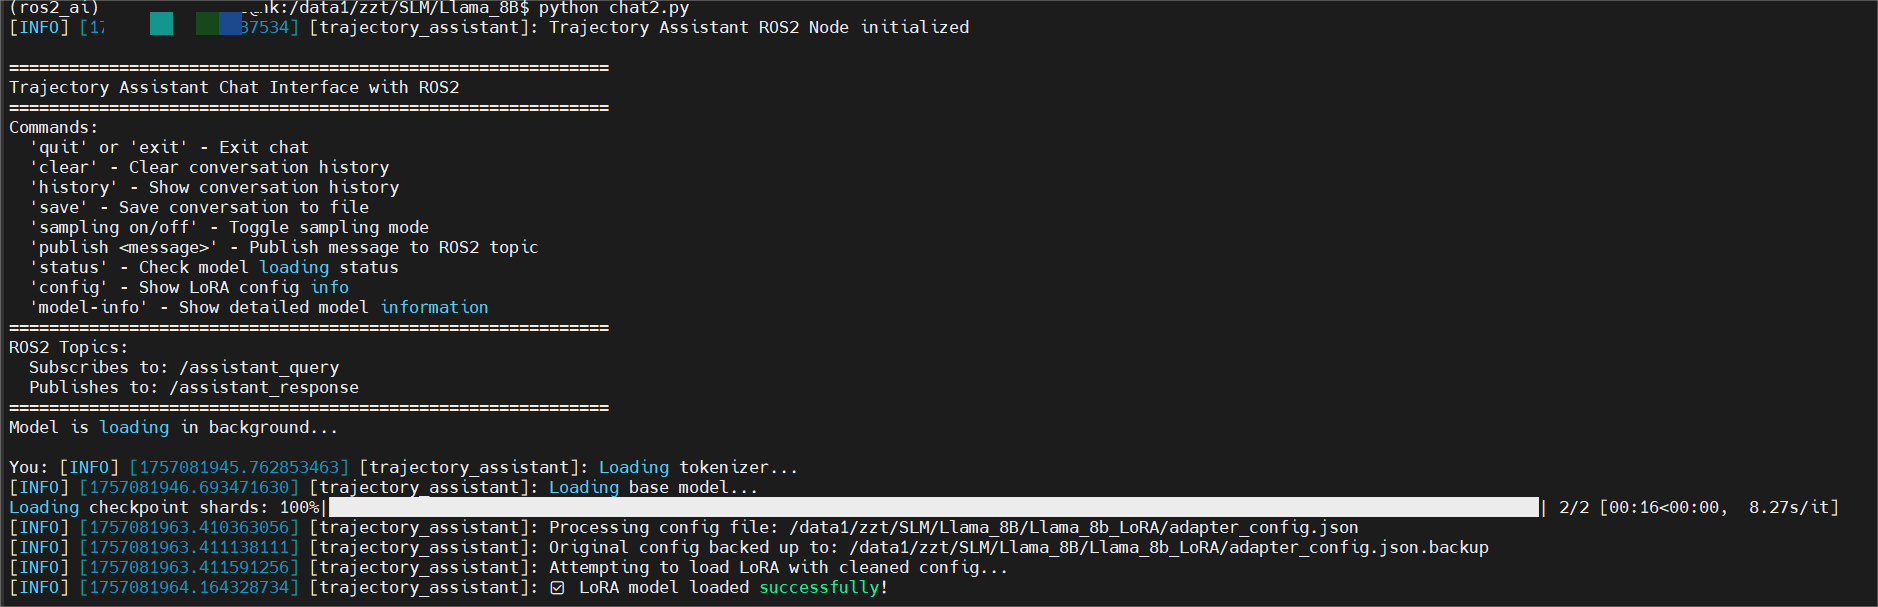 (ros2_ai) @nk:/data1/zzt/SLM/Llama_8B$ python chat2.py
[INFO] [17 37534] [trajectory_assistant]: Trajectory Assistant ROS2 Node initialized
============================================================
Trajectory Assistant Chat Interface with ROS2
============================================================
Commands:
'quit' or 'exit' - Exit chat
'clear' - Clear conversation history
'history' - Show conversation history
'save' - Save conversation to file
'sampling on/off' - Toggle sampling mode
'publish <message>' - Publish message to ROS2 topic
'status' - Check model loading status
'config' - Show LoRA config info
'model-info' - Show detailed model information
============================================================
ROS2 Topics:
Subscribes to: /assistant_query
Publishes to: /assistant_response
============================================================
Model is loading in background...
You: [INFO] [1757081945.762853463] [trajectory_assistant]: Loading tokenizer...
[INFO] [1757081946.693471630] [trajectory_assistant]: Loading base model...
Loading checkpoint shards: 100%| | 2/2 [00:16<00:00, 8.27s/it]
[INFO] [1757081963.410363056] [trajectory_assistant]: Processing config file: /data1/zzt/SLM/Llama_8B/Llama_8b_LoRA/adapter_config.json
[INFO] [1757081963.411138111] [trajectory_assistant]: Original config backed up to: /data1/zzt/SLM/Llama_8B/Llama_8b_LoRA/adapter_config.json.backup
[INFO] [1757081963.411591256] [trajectory_assistant]: Attempting to load LoRA with cleaned config...
[INFO] [1757081964.164328734] [trajectory_assistant]: ☑ LoRA model loaded successfully!